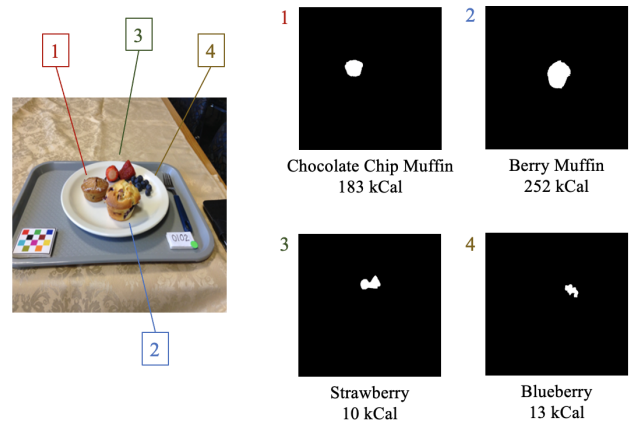 1
2
3
4
1
Chocolate Chip Muffin
183 kCal
2
Berry Muffin
252 kCal
3
Strawberry
10 kCal
4
Blueberry
13 kCal